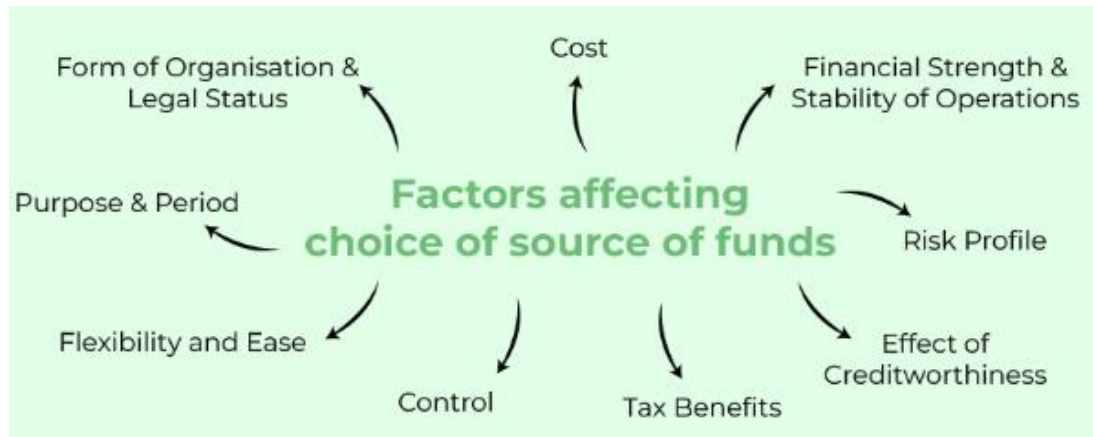 Cost
Form of Organisation &
Legal Status
Financial Strength &
Stability of Operations
Factors affecting
choice of source of funds
Purpose & Period
Risk Profile
Flexibility and Ease
Effect of
Creditworthiness
Control
Tax Benefits